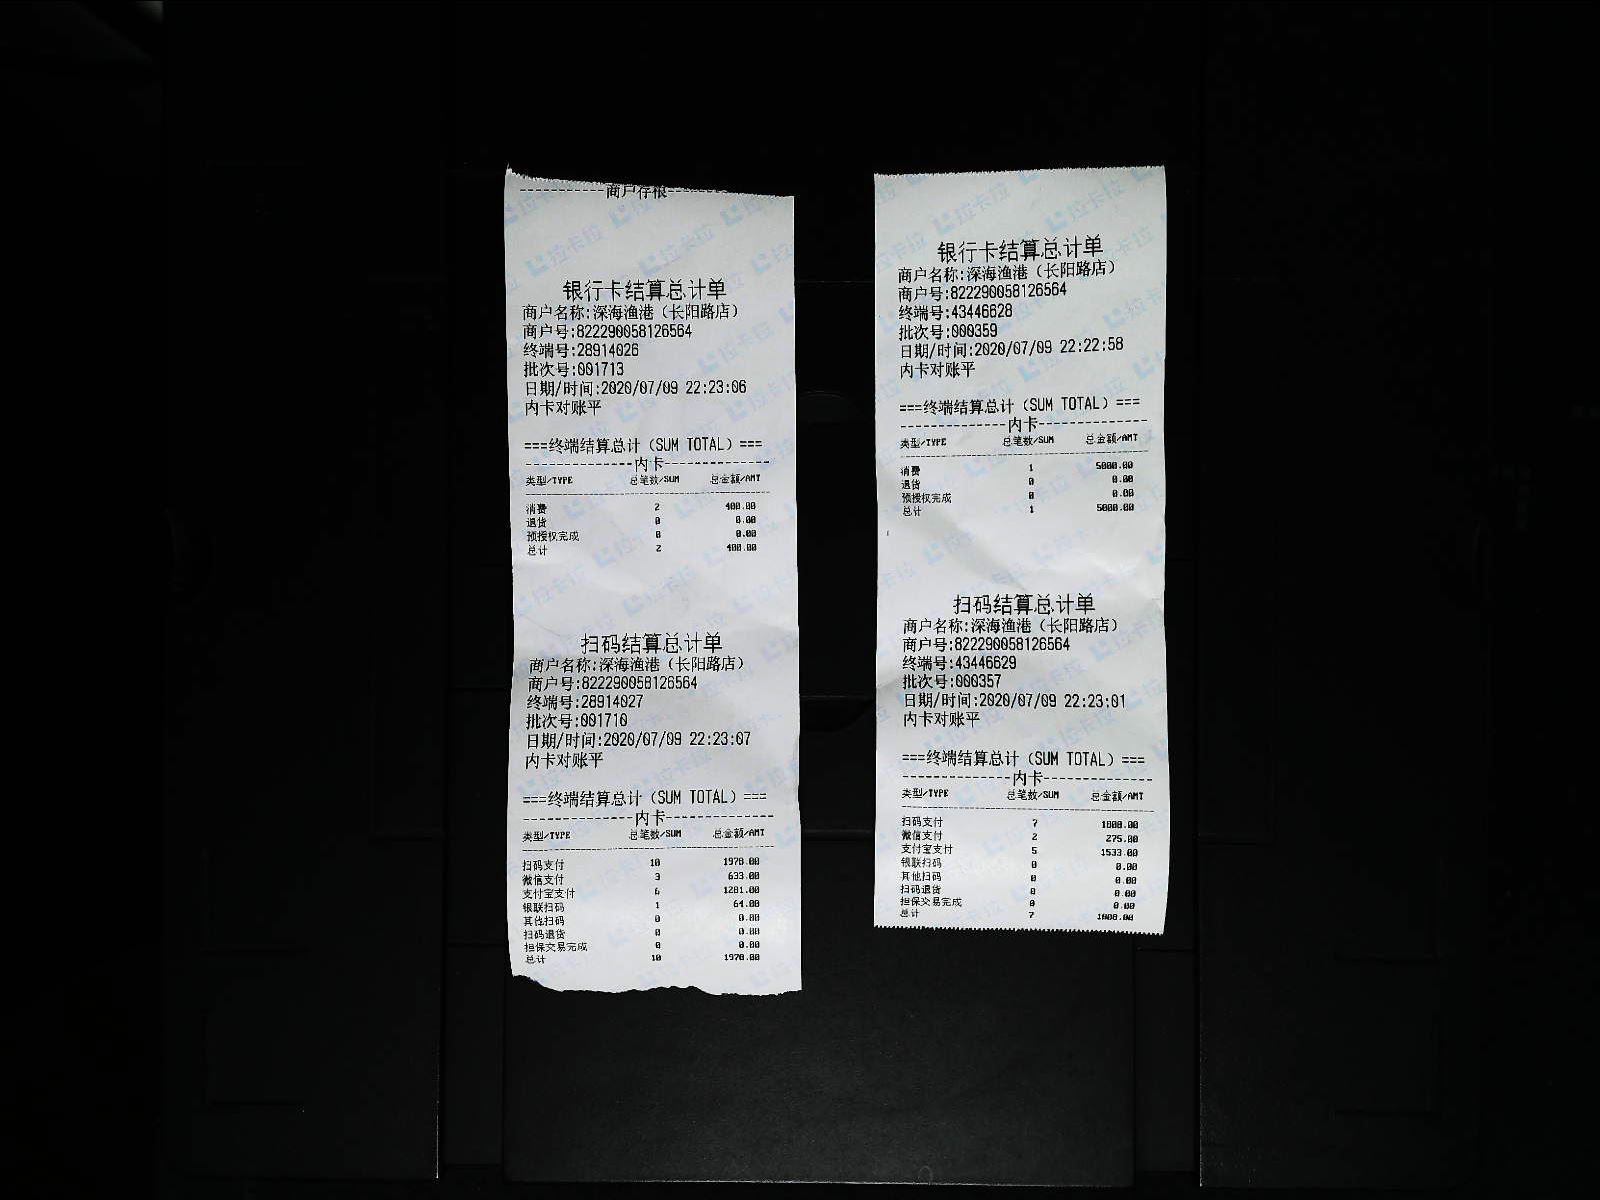 商户存根
银行卡结算总计单
商户名称:深海渔港（长阳路店）
商户号:822290058126564
终端号:28914026
批次号:001713
日期/时间:2020/07/09 22:23:06
内卡对账平
===终端结算总计（SUM TOTAL）===
--------------内卡--------------
类型/TYPE 总笔数/SUM 总金额/AMT
消费 2 400.00
退货 0 0.00
预授权完成 0 0.00
总计 2 400.00
扫码结算总计单
商户名称:深海渔港（长阳路店）
商户号:822290058126564
终端号:28914027
批次号:001710
日期/时间:2020/07/09 22:23:07
内卡对账平
===终端结算总计（SUM TOTAL）===
--------------内卡--------------
类型/TYPE 总笔数/SUM 总金额/AMT
扫码支付 10 1978.00
微信支付 3 633.00
支付宝支付 6 1281.00
银联扫码 1 64.00
其他扫码 0 0.00
扫码退货 0 0.00
担保交易完成 0 0.00
总计 10 1978.00
银行卡结算总计单
商户名称:深海渔港（长阳路店）
商户号:822290058126564
终端号:43446628
批次号:000359
日期/时间:2020/07/09 22:22:58
内卡对账平
===终端结算总计（SUM TOTAL）===
--------------内卡--------------
类型/TYPE 总笔数/SUM 总金额/AMT
消费 1 5000.00
退货 0 0.00
预授权完成 0 0.00
总计 1 5000.00
扫码结算总计单
商户名称:深海渔港（长阳路店）
商户号:822290058126564
终端号:43446629
批次号:000357
日期/时间:2020/07/09 22:23:01
内卡对账平
===终端结算总计（SUM TOTAL）===
--------------内卡--------------
类型/TYPE 总笔数/SUM 总金额/AMT
扫码支付 7 1808.00
微信支付 2 275.00
支付宝支付 5 1533.00
银联扫码 0 0.00
其他扫码 0 0.00
扫码退货 0 0.00
担保交易完成 0 0.00
总计 7 1808.00